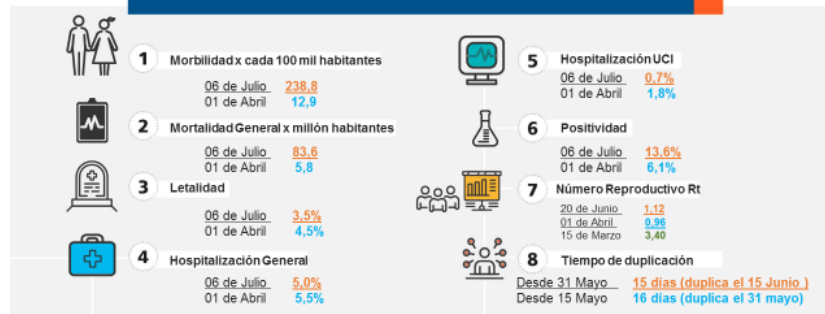 1 Morbilidad x cada 100 mil habitantes
06 de Julio 238,8
01 de Abril 12,9
2 Mortalidad General x millón habitantes
06 de Julio 83,6
01 de Abril 5,8
3 Letalidad
06 de Julio 3,5%
01 de Abril 4,5%
4 Hospitalización General
06 de Julio 5,0%
01 de Abril 5,5%
5 Hospitalización UCI
06 de Julio 0,7%
01 de Abril 1,8%
6 Positividad
06 de Julio 13,6%
01 de Abril 6,1%
7 Número Reproductivo Rt
20 de Junio 1,12
01 de Abril 0,96
15 de Marzo 3,40
8 Tiempo de duplicación
Desde 31 Mayo 15 días (duplica el 15 Junio )
Desde 15 Mayo 16 días (duplica el 31 mayo)